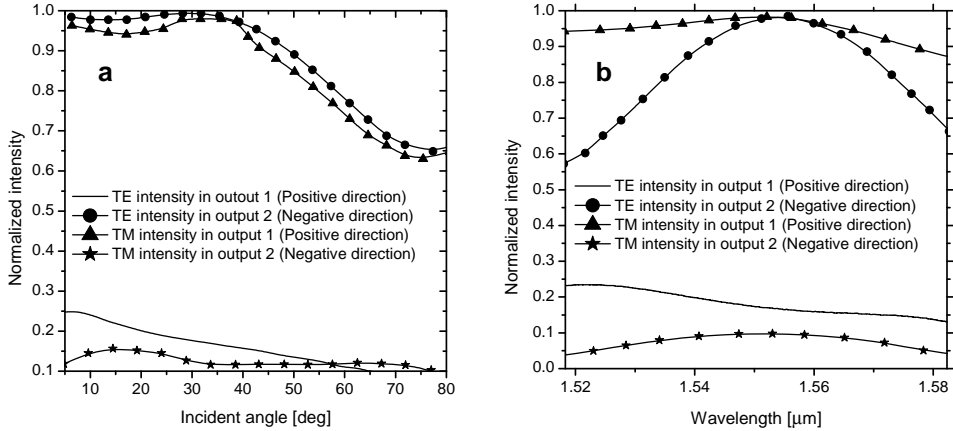 a
Normalized intensity
1.0
0.9
0.8
0.7
0.6
0.5
0.4
0.3
0.2
0.1
TE intensity in ootout 1 (Positive direction)
TE intensity in output 2 (Negative direction)
TM intensity in output 1 (Positive direction)
TM intensity in output 2 (Negative direction)
10 20 30 40 50 60 70 80
Incident angle [deg]
b
Normalized intensity
1.0
0.9
0.8
0.7
0.6
0.5
0.4
0.3
0.2
0.1
0.0
TE intensity in output 1 (Positive direction)
TE intensity in output 2 (Negative direction)
TM intensity in output 1 (Positive direction)
TM intensity in output 2 (Negative direction)
1.52 1.54 1.56 1.58
Wavelength [µm]